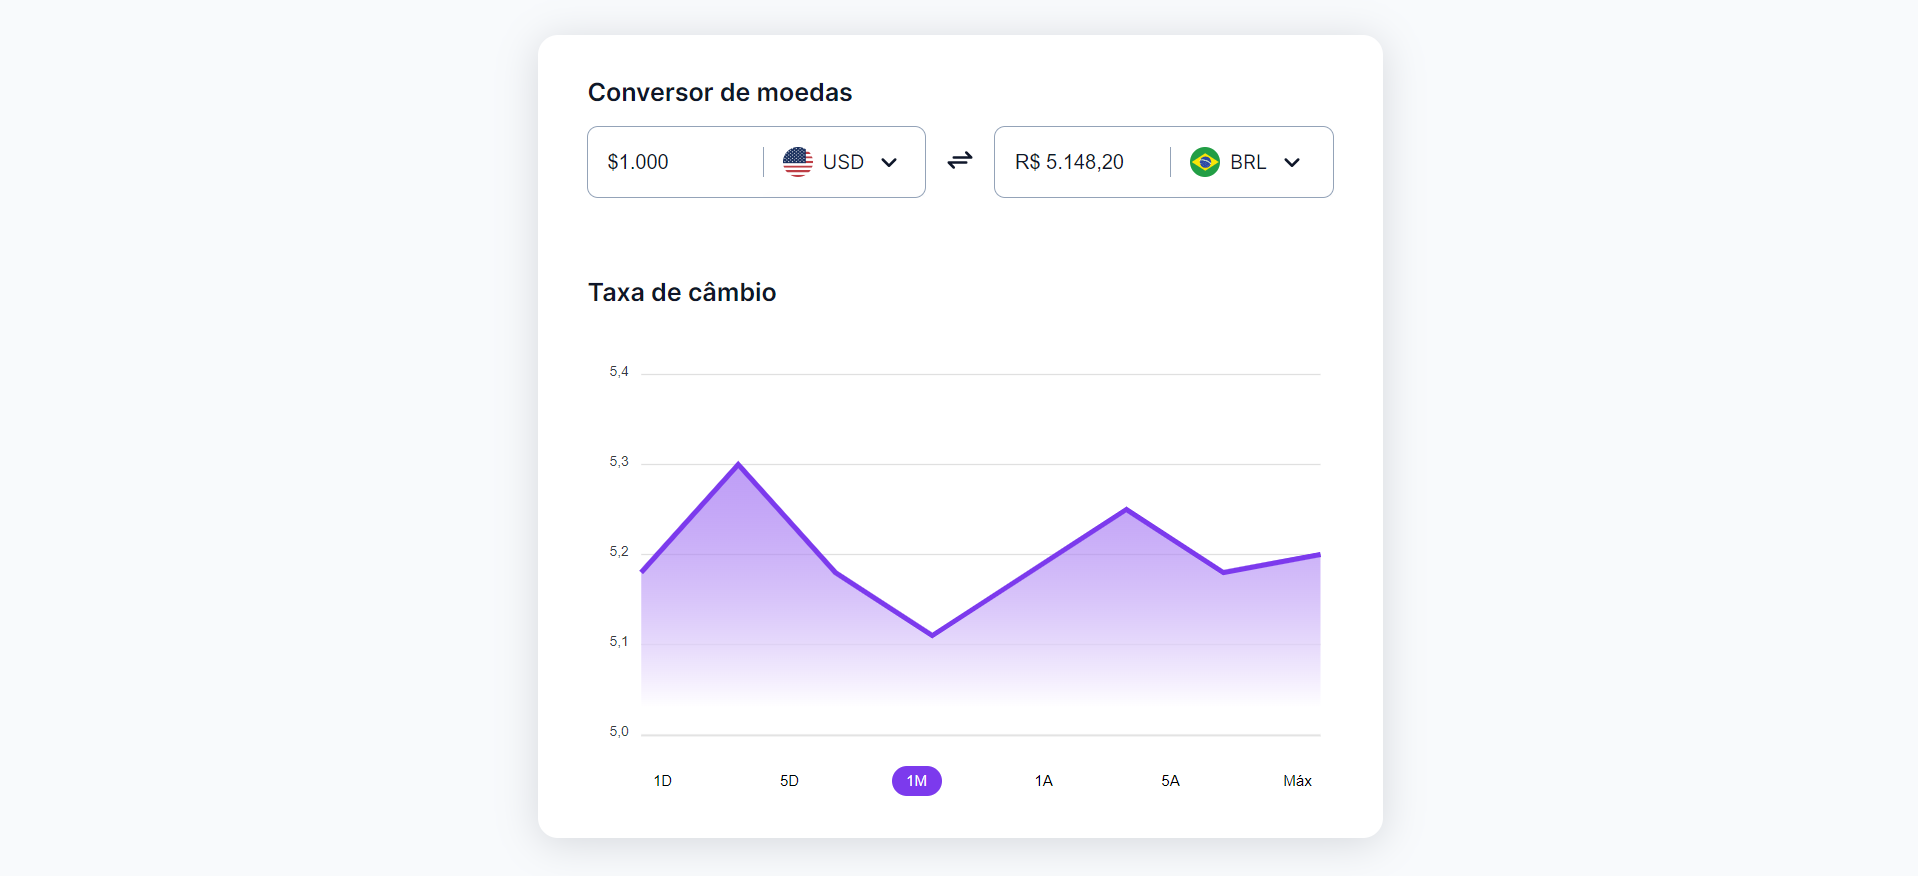 Conversor de moedas
$1.000 USD R$ 5.148,20 BRL
Taxa de câmbio
5,4
5,3
5,2
5,1
5,0
1D 5D 1M 1A 5A Máx